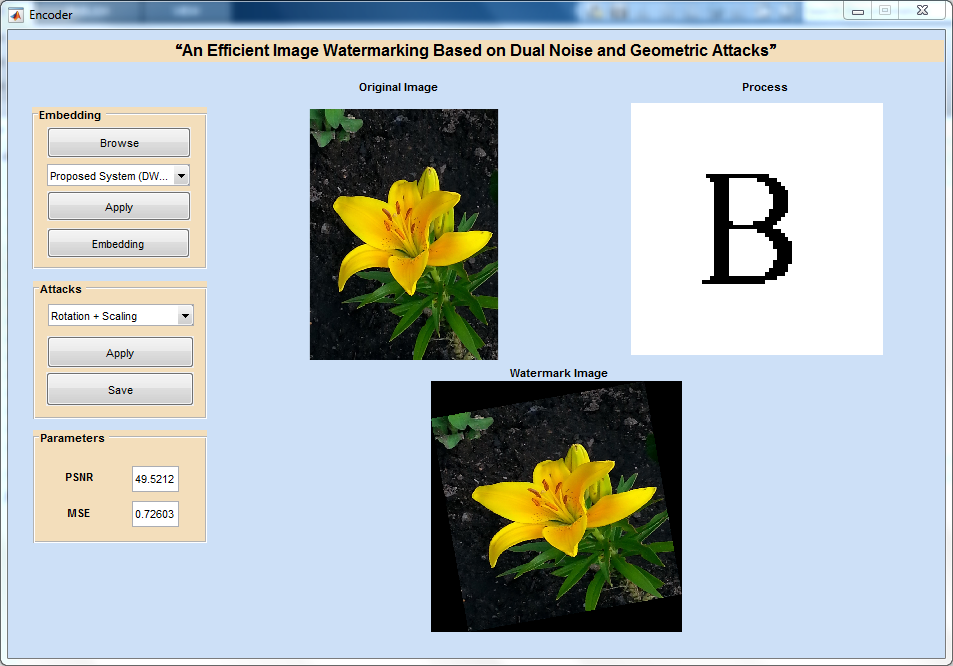 Encoder
“An Efficient Image Watermarking Based on Dual Noise and Geometric Attacks”
Original Image
Process
Embedding
Browse
Proposed System (DW...
Apply
Embedding
B
Attacks
Rotation + Scaling
Apply
Save
Watermark Image
Parameters
PSNR 49.5212
MSE 0.72603